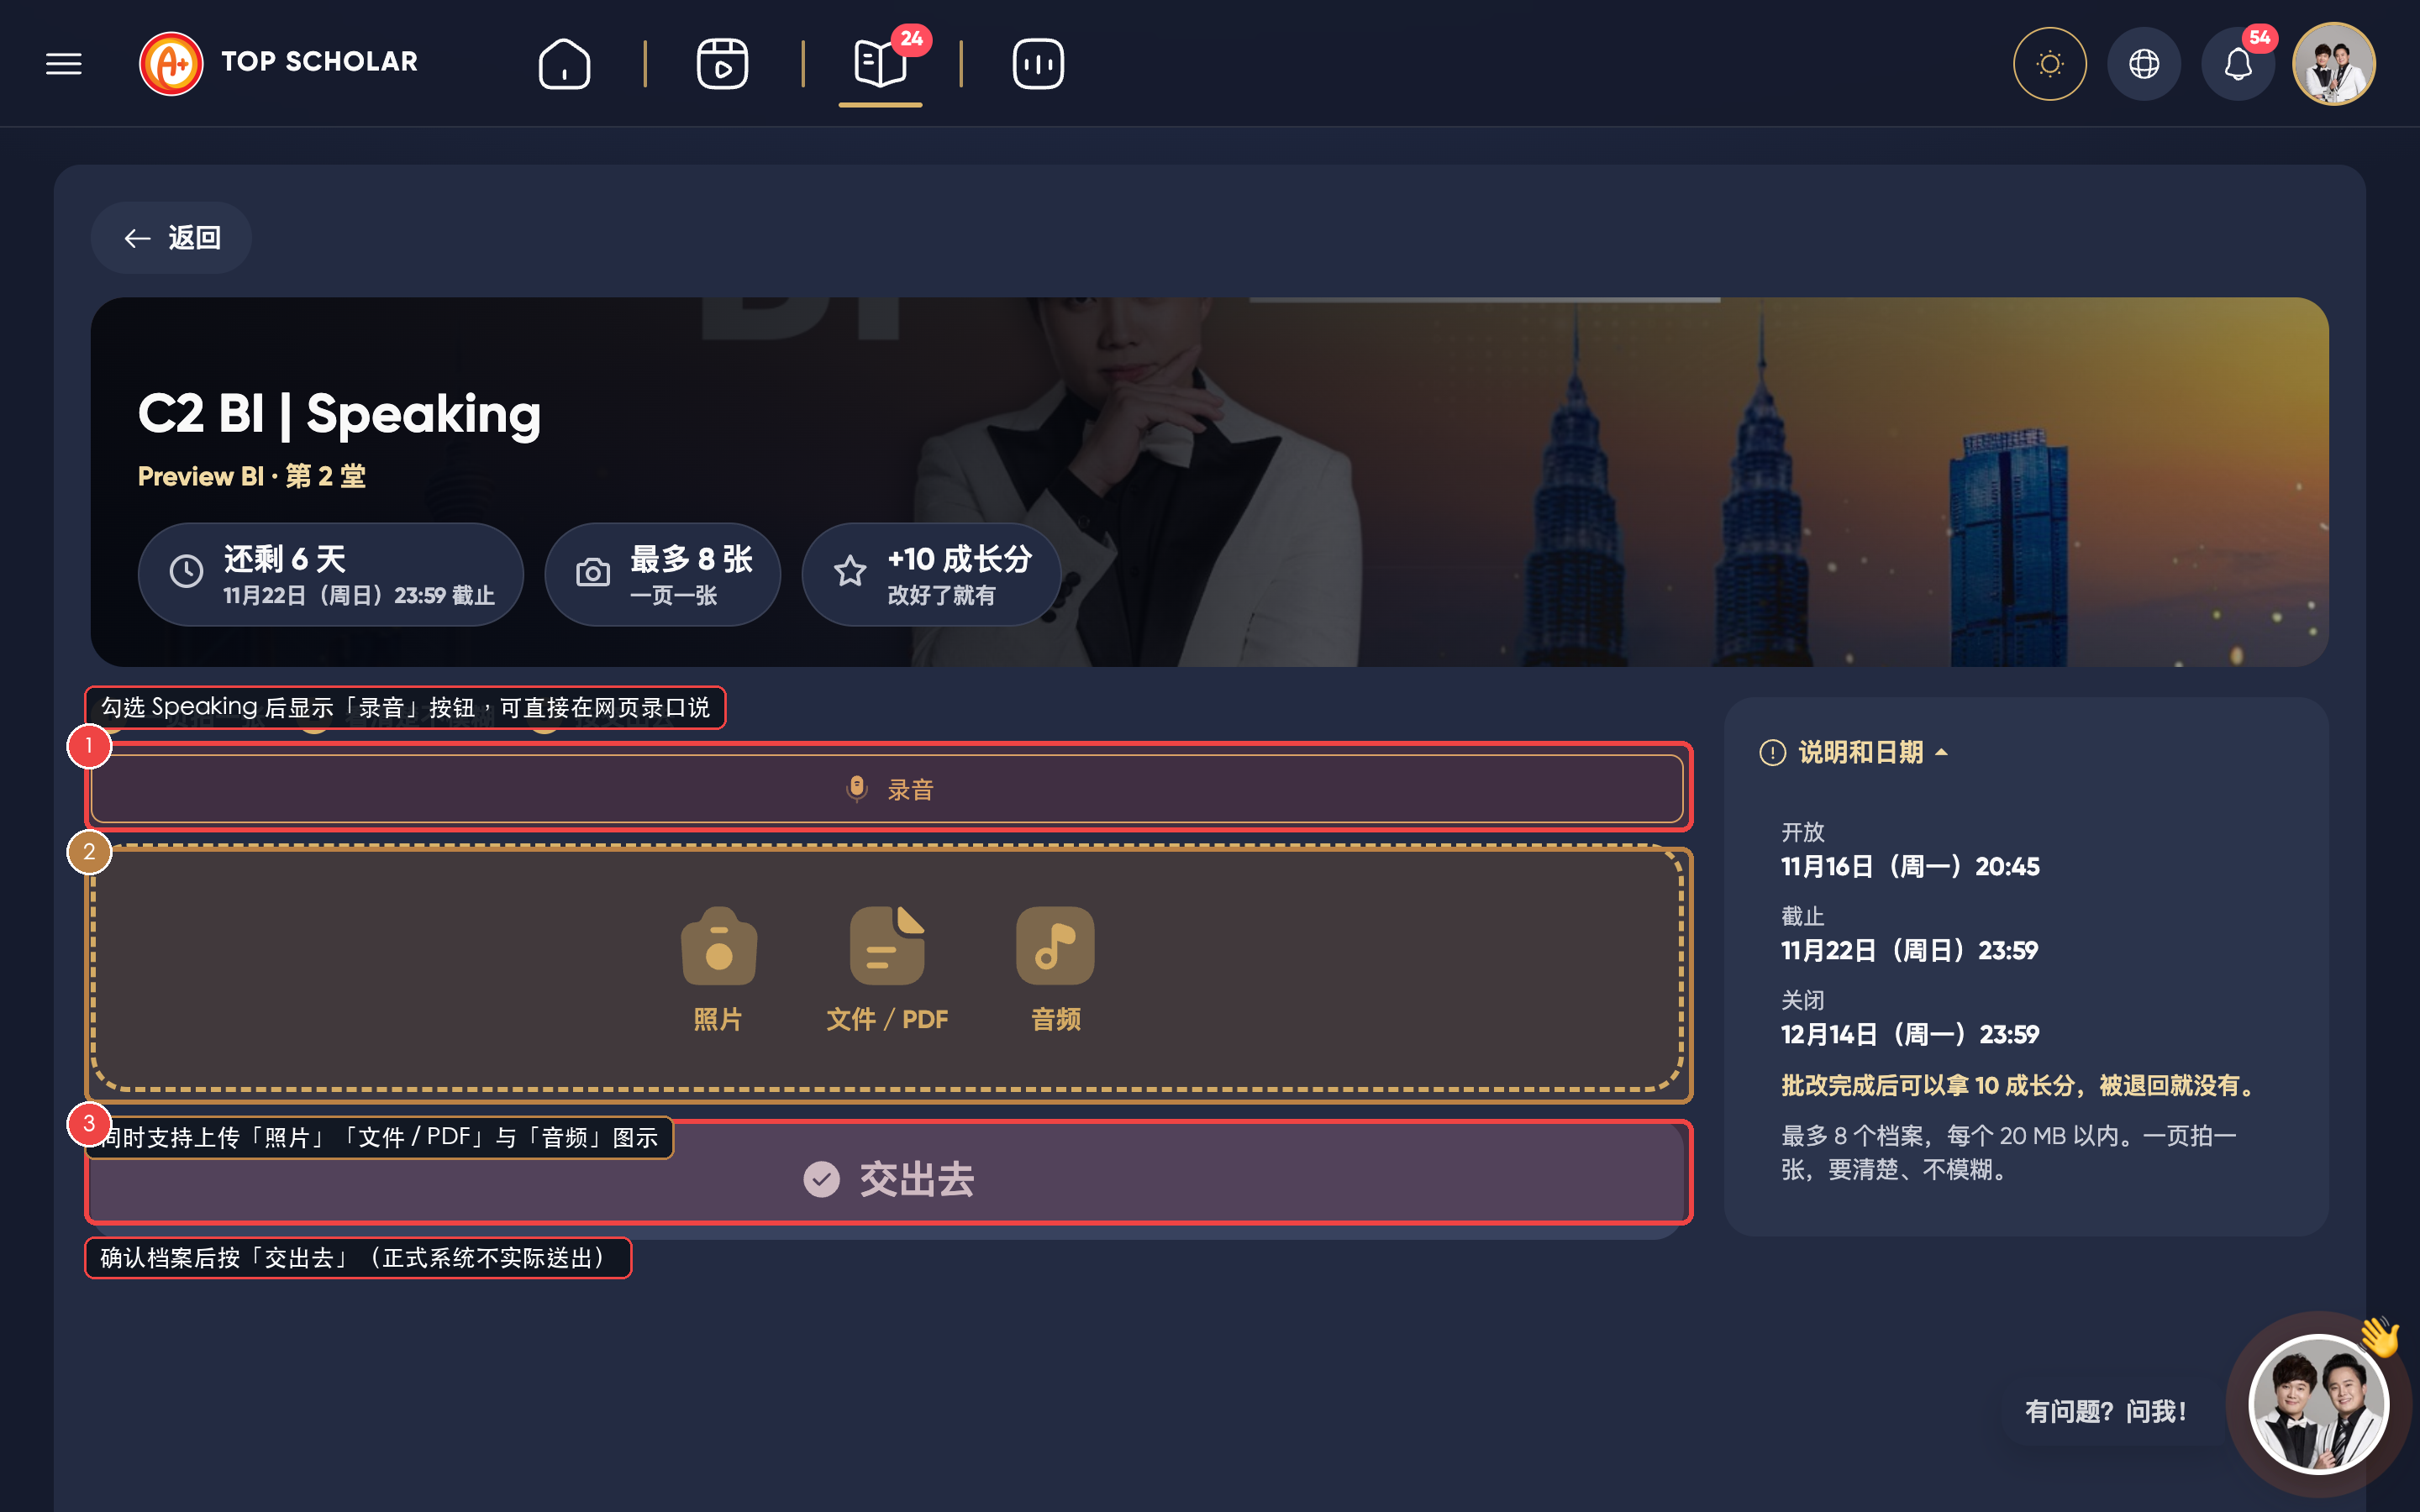 TOP SCHOLAR
24
54
返回
C2 BI | Speaking
Preview BI · 第 2 堂
还剩 6 天
11月22日（周日）23:59 截止
最多 8 张
一页一张
+10 成长分
改好了就有
勾选 Speaking 后显示「录音」按钮，可直接在网页录口说
1
录音
2
照片
文件 / PDF
音频
3
同时支持上传「照片」「文件 / PDF」与「音频」图示
交出去
确认档案后按「交出去」（正式系统不实际送出）
说明和日期
开放
11月16日（周一）20:45
截止
11月22日（周日）23:59
关闭
12月14日（周一）23:59
批改完成后可以拿 10 成长分，被退回就没有。
最多 8 个档案，每个 20 MB 以内。一页拍一
张，要清楚、不模糊。
有问题？问我！